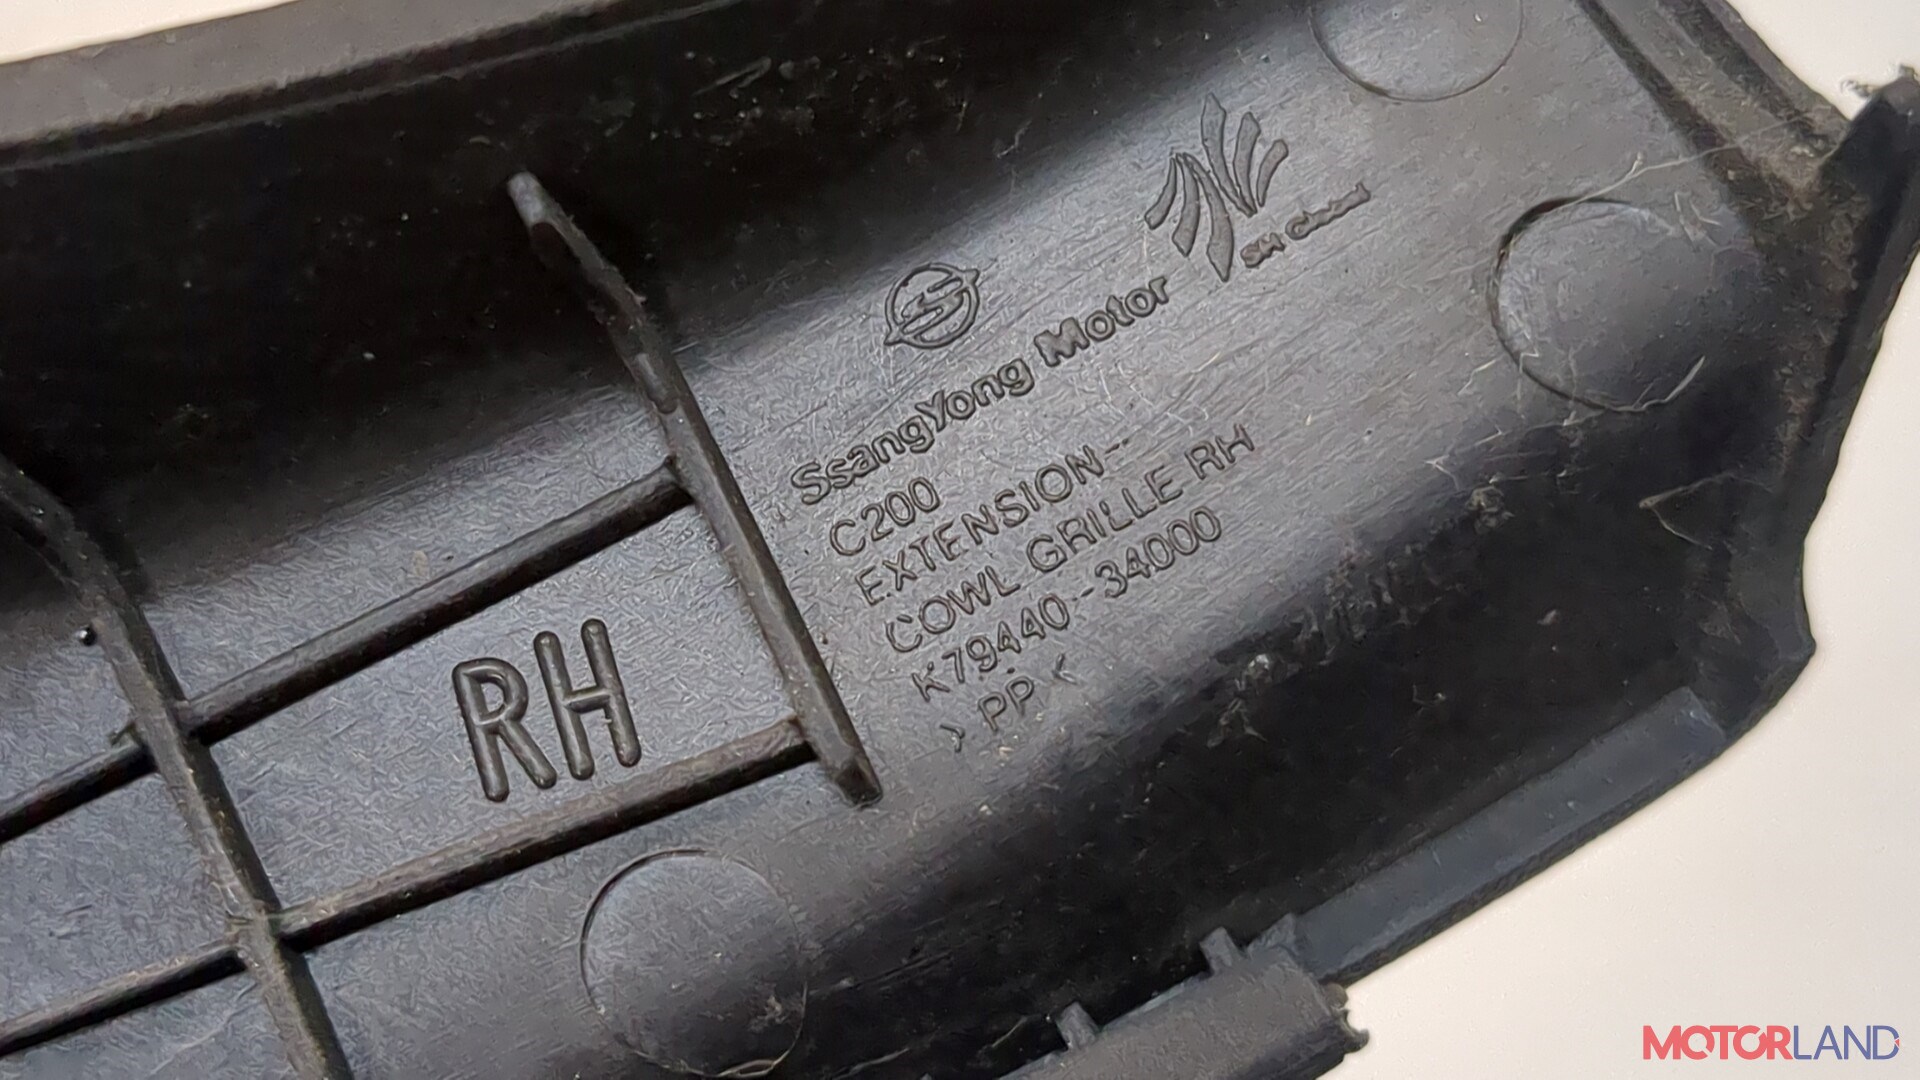 SH Global
SsangYong Motor
C200
EXTENSION-
COWL GRILLE RH
K79440-34000
>PP<
RH
MOTORLAND